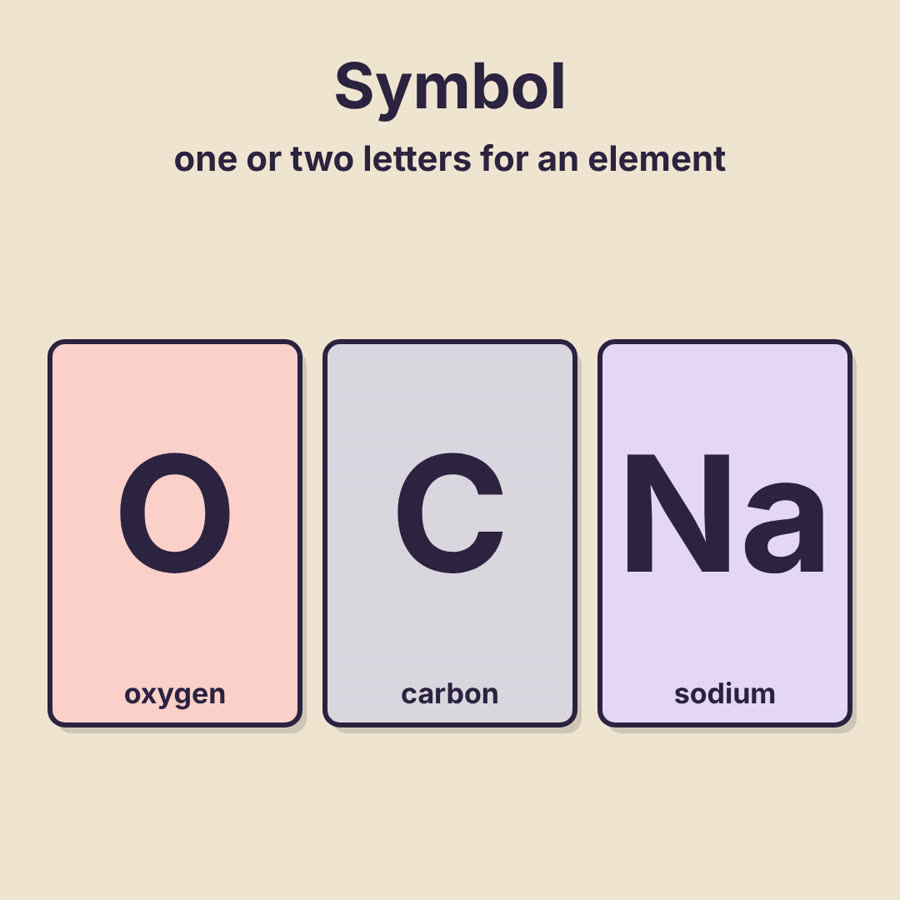 Symbol
one or two letters for an element
O
C
Na
oxygen
carbon
sodium